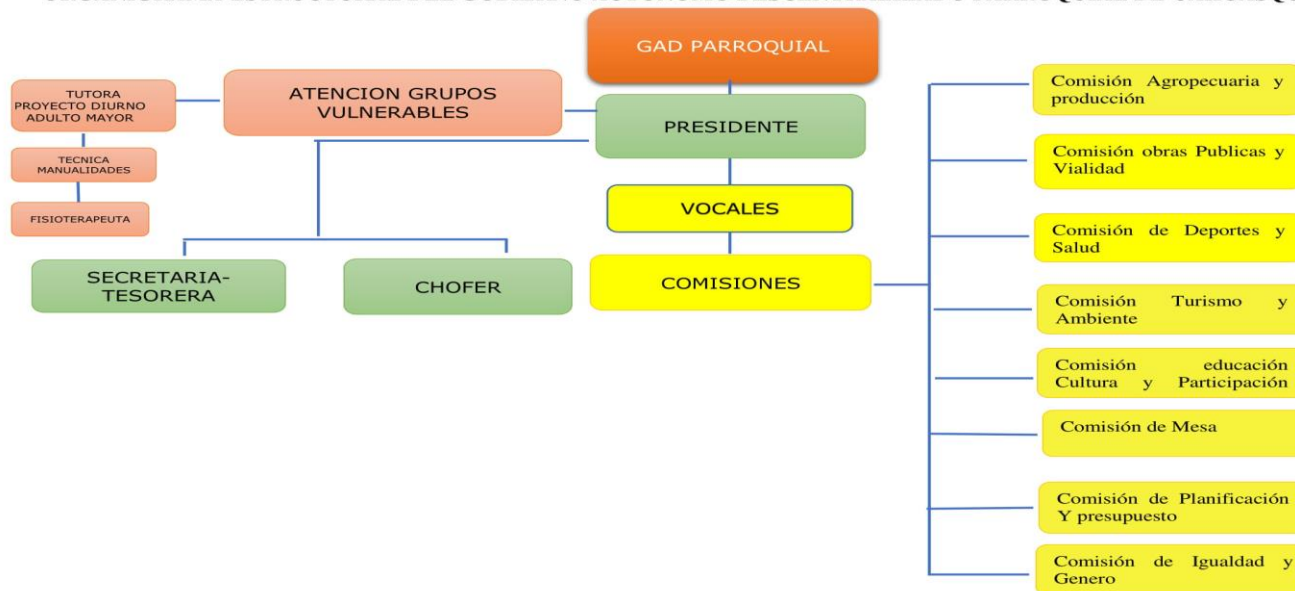 GAD PARROQUIAL
TUTORA
PROYECTO DIURNO
ADULTO MAYOR
ATENCION GRUPOS
VULNERABLES
PRESIDENTE
TECNICA
MANUALIDADES
FISIOTERAPEUTA
VOCALES
SECRETARIA-
TESORERA
CHOFER
COMISIONES
Comisión Agropecuaria y
producción
Comisión obras Publicas y
Vialidad
Comisión de Deportes y
Salud
Comisión Turismo y
Ambiente
Comisión educación
Cultura y Participación
Comisión de Mesa
Comisión de Planificación
Y presupuesto
Comisión de Igualdad y
Genero